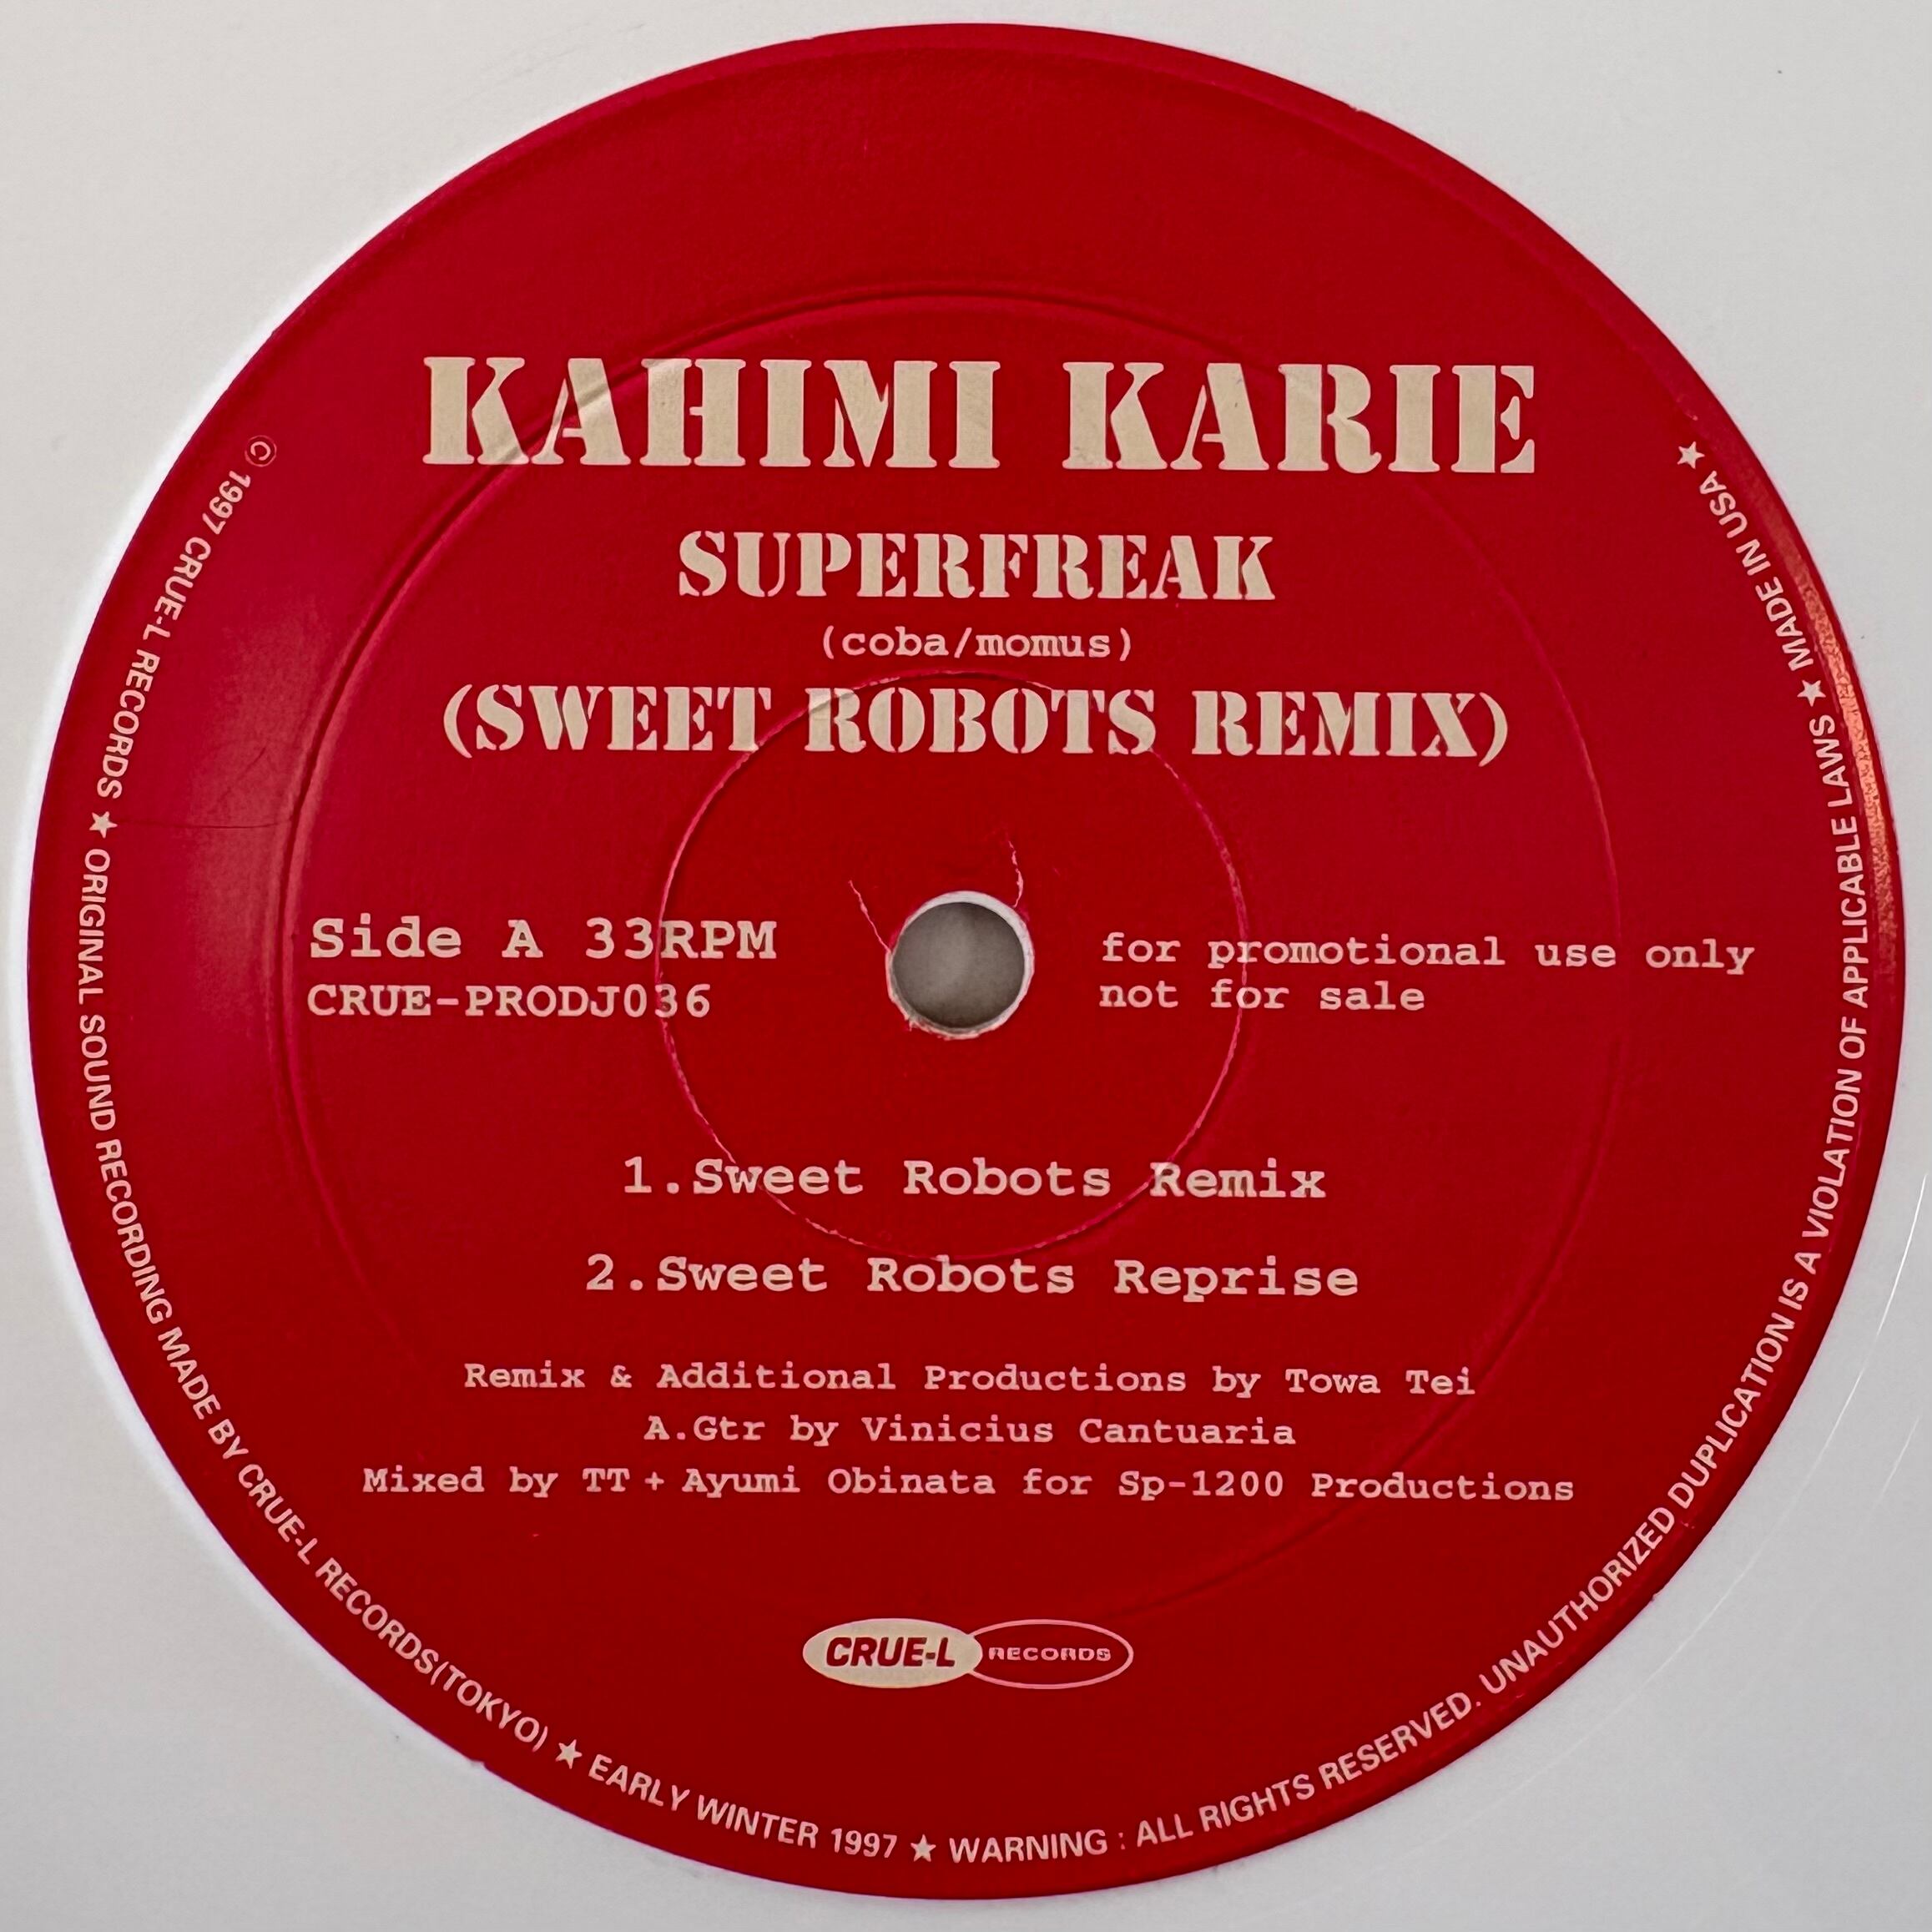 KAHIMI KARIE
SUPERFREAK
(coba/momus)
(SWEET ROBOTS REMIX)
Side A 33RPM
CRUE-PRODJ036
for promotional use only
not for sale
1.Sweet Robots Remix
2.Sweet Robots Reprise
Remix & Additional Productions by Towa Tei
A.Gtr by Vinicius Cantuaria
Mixed by TT + Ayumi Obinata for Sp-1200 Productions
CRUE-L RECORDS
© 1997 CRUE-L RECORDS ★ ORIGINAL SOUND RECORDING MADE BY CRUE-L RECORDS(TOKYO) ★ EARLY WINTER 1997 ★ WARNING : ALL RIGHTS RESERVED. UNAUTHORIZED DUPLICATION IS A VIOLATION OF APPLICABLE LAWS ★ MADE IN USA ★